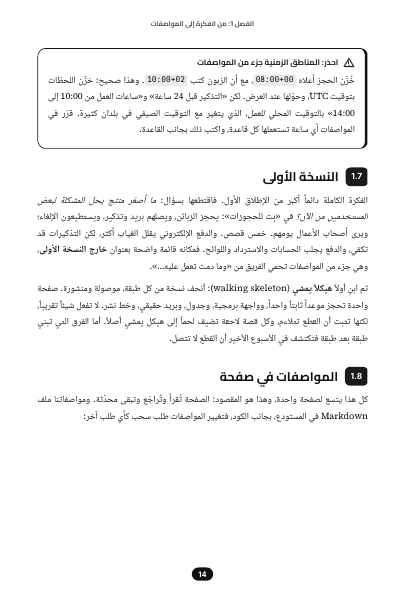 الفصل 1: من الفكرة إلى المواصفات
احذر: المناطق الزمنية جزء من المواصفات
خُزّن الحجز أعلاه 08:00+00، مع أن الزبون كتب 10:00+02. وهذا صحيح: خزّن اللحظات
بتوقيت UTC، وحوّلها عند العرض. لكن «التذكير قبل 24 ساعة» و«ساعات العمل من 10:00 إلى
14:00» بالتوقيت المحلي للعمل، الذي يتغير مع التوقيت الصيفي في بلدان كثيرة. قرّر في
المواصفات أي ساعة تستعملها كل قاعدة، واكتب ذلك بجانب القاعدة.
1.7 النسخة الأولى
الفكرة الكاملة دائماً أكبر من الإطلاق الأول. فاقتطعها بسؤال: ما أصغر منتج يحل المشكلة لبعض
المستخدمين من الآن؟ في «بِت للحجوزات»: يحجز الزبائن، ويصلهم بريد وتذكير، ويستطيعون الإلغاء؛
ويرى أصحاب الأعمال يومهم. خمس قصص. والدفع الإلكتروني يقلل الغياب أكثر، لكن التذكيرات قد
تكفي، والدفع يجلب الحسابات والاسترداد واللوائح. فمكانه قائمة واضحة بعنوان خارج النسخة الأولى،
وهي جزء من المواصفات تحمي الفريق من «وما دمت تعمل عليه…».
ثم ابنِ أولاً هيكلاً يمشي (walking skeleton): أنحف نسخة من كل طبقة، موصولة ومنشورة. صفحة
واحدة تحجز موعداً ثابتاً واحداً، وواجهة برمجية، وجدول، وبريد حقيقي، وخط نشر. لا تفعل شيئاً تقريباً،
لكنها تثبت أن القطع تتلاءم، وكل قصة لاحقة تضيف لحماً إلى هيكل يمشي أصلاً. أما الفرق التي تبني
طبقة بعد طبقة فتكتشف في الأسبوع الأخير أن القطع لا تتصل.
1.8 المواصفات في صفحة
كل هذا يتسع لصفحة واحدة، وهذا هو المقصود: الصفحة تُقرأ وتُراجَع وتبقى محدّثة. ومواصفاتنا ملف
Markdown في المستودع، بجانب الكود، فتغيير المواصفات طلب سحب كأي طلب آخر:
14